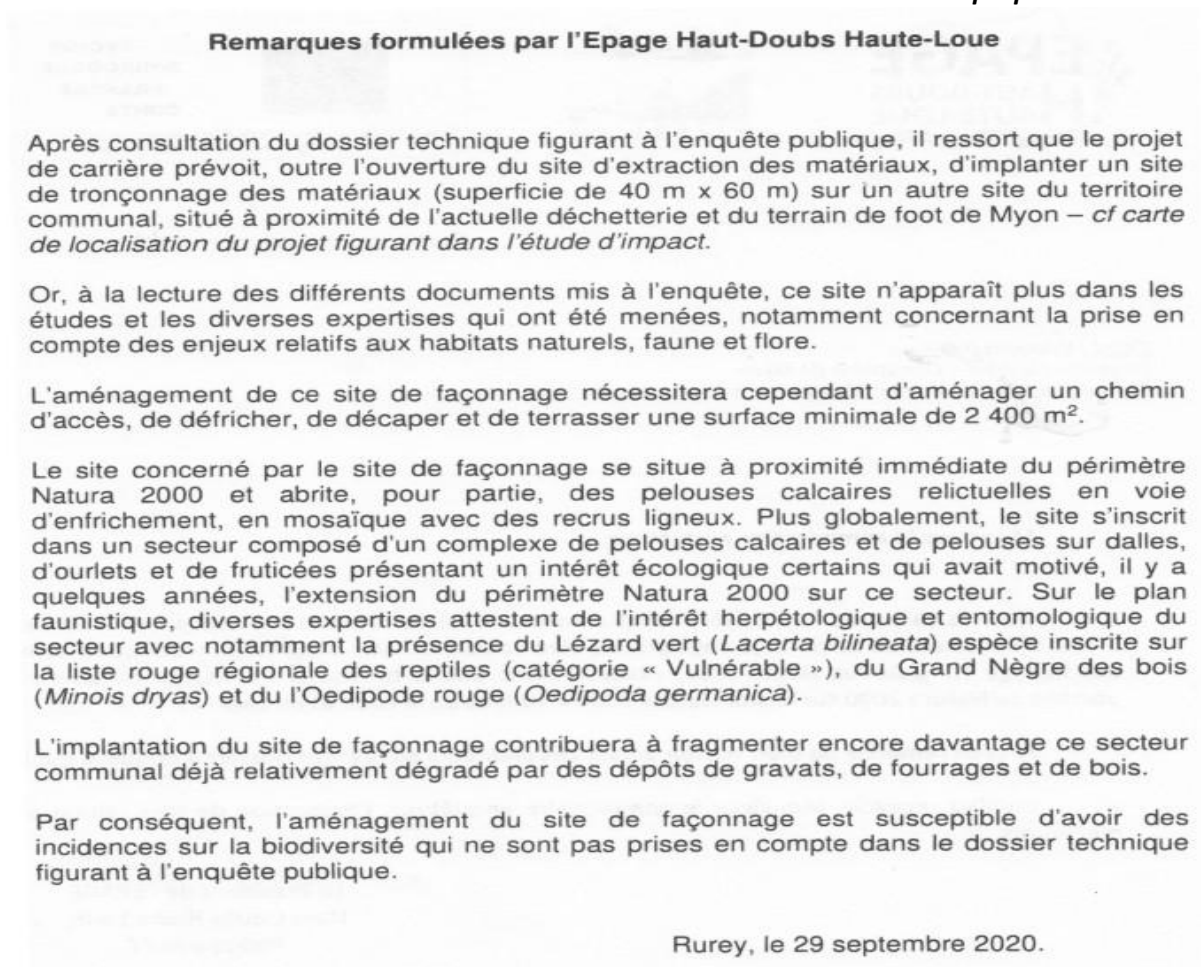 Remarques formulées par l'Epage Haut-Doubs Haute-Loue
Après consultation du dossier technique figurant à l'enquête publique, il ressort que le projet
de carrière prévoit, outre l'ouverture du site d'extraction des matériaux, d'implanter un site
de tronçonnage des matériaux (superficie de 40 m x 60 m) sur un autre site du territoire
communal, situé à proximité de l'actuelle déchetterie et du terrain de foot de Myon – cf carte
de localisation du projet figurant dans l'étude d'impact.
Or, à la lecture des différents documents mis à l'enquête, ce site n'apparaît plus dans les
études et les diverses expertises qui ont été menées, notamment concernant la prise en
compte des enjeux relatifs aux habitats naturels, faune et flore.
L'aménagement de ce site de façonnage nécessitera cependant d'aménager un chemin
d'accès, de défricher, de décaper et de terrasser une surface minimale de 2 400 m².
Le site concerné par le site de façonnage se situe à proximité immédiate du périmètre
Natura 2000 et abrite, pour partie, des pelouses calcaires relictuelles en voie
d'enfrichement, en mosaïque avec des recrus ligneux. Plus globalement, le site s'inscrit
dans un secteur composé d'un complexe de pelouses calcaires et de pelouses sur dalles,
d'ourlets et de fruticées présentant un intérêt écologique certains qui avait motivé, il y a
quelques années, l'extension du périmètre Natura 2000 sur ce secteur. Sur le plan
faunistique, diverses expertises attestent de l'intérêt herpétologique et entomologique du
secteur avec notamment la présence du Lézard vert (Lacerta bilineata) espèce inscrite sur
la liste rouge régionale des reptiles (catégorie « Vulnérable »), du Grand Nègre des bois
(Minois dryas) et du l'Oedipode rouge (Oedipoda germanica).
L'implantation du site de façonnage contribuera à fragmenter encore davantage ce secteur
communal déjà relativement dégradé par des dépôts de gravats, de fourrages et de bois.
Par conséquent, l'aménagement du site de façonnage est susceptible d'avoir des
incidences sur la biodiversité qui ne sont pas prises en compte dans le dossier technique
figurant à l'enquête publique.
Rurey, le 29 septembre 2020.